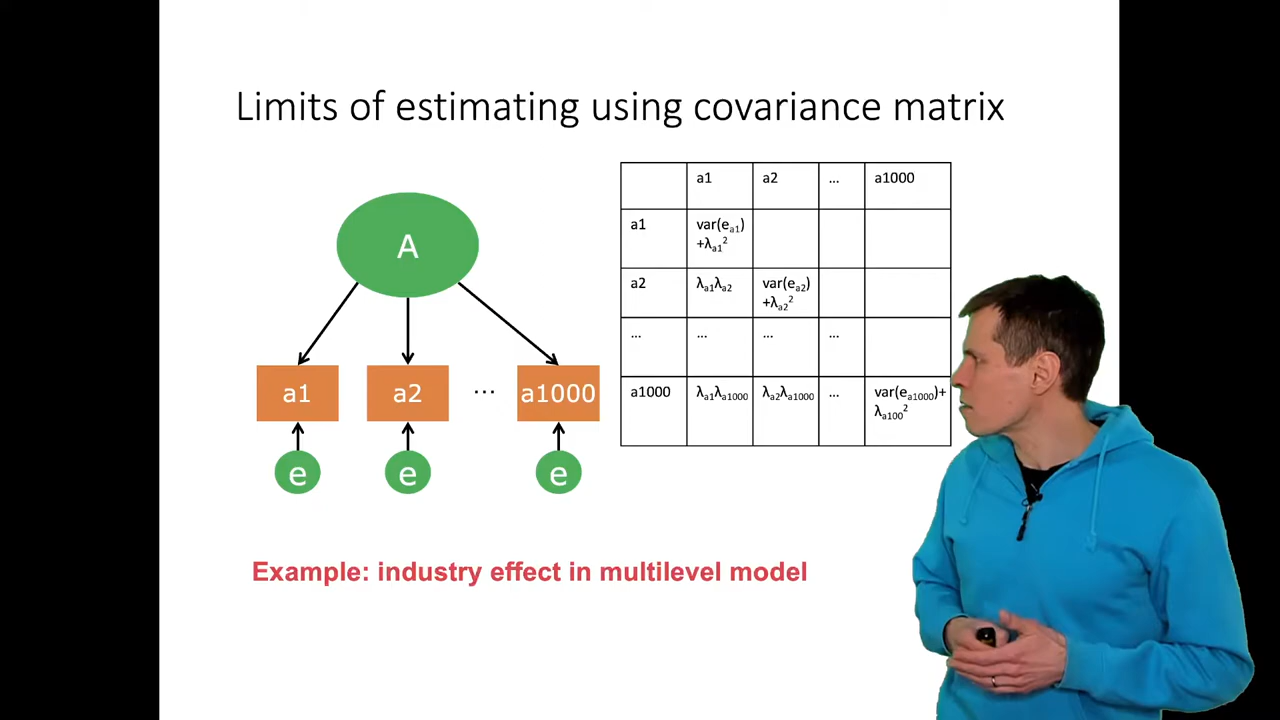 Limits of estimating using covariance matrix
A
a1 a2 … a1000
e e e
a1 a2 … a1000
a1 var(eₐ₁) +λₐ₁²
a2 λₐ₁λₐ₂ var(eₐ₂) +λₐ₂²
… … … …
a1000 λₐ₁λₐ₁₀₀₀ λₐ₂λₐ₁₀₀₀ … var(eₐ₁₀₀₀)+ λₐ₁₀₀²
Example: industry effect in multilevel model